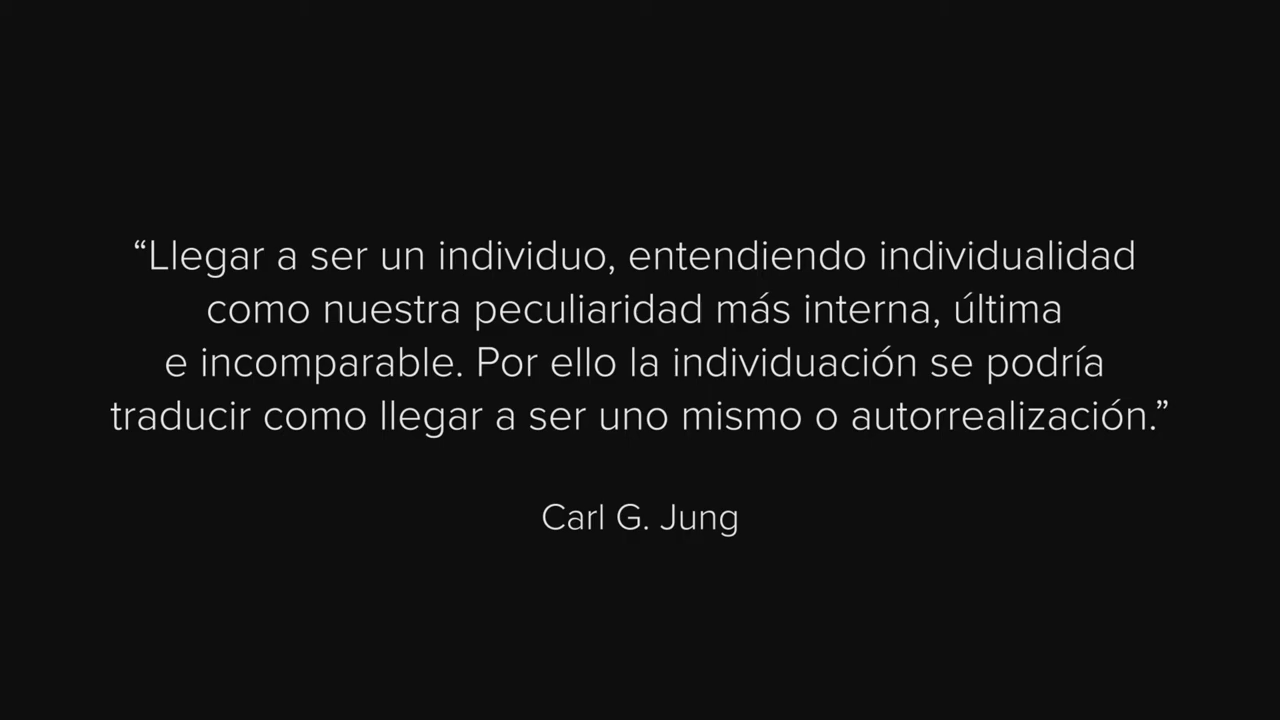 “Llegar a ser un individuo, entendiendo individualidad
como nuestra peculiaridad más interna, última
e incomparable. Por ello la individuación se podría
traducir como llegar a ser uno mismo o autorrealización.”
Carl G. Jung